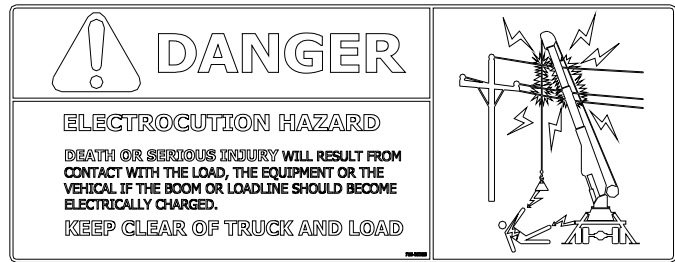 DANGER
ELECTROCUTION HAZARD
DEATH OR SERIOUS INJURY WILL RESULT FROM
CONTACT WITH THE LOAD, THE EQUIPMENT OR THE
VEHICAL IF THE BOOM OR LOADLINE SHOULD BECOME
ELECTRICALLY CHARGED.
KEEP CLEAR OF TRUCK AND LOAD